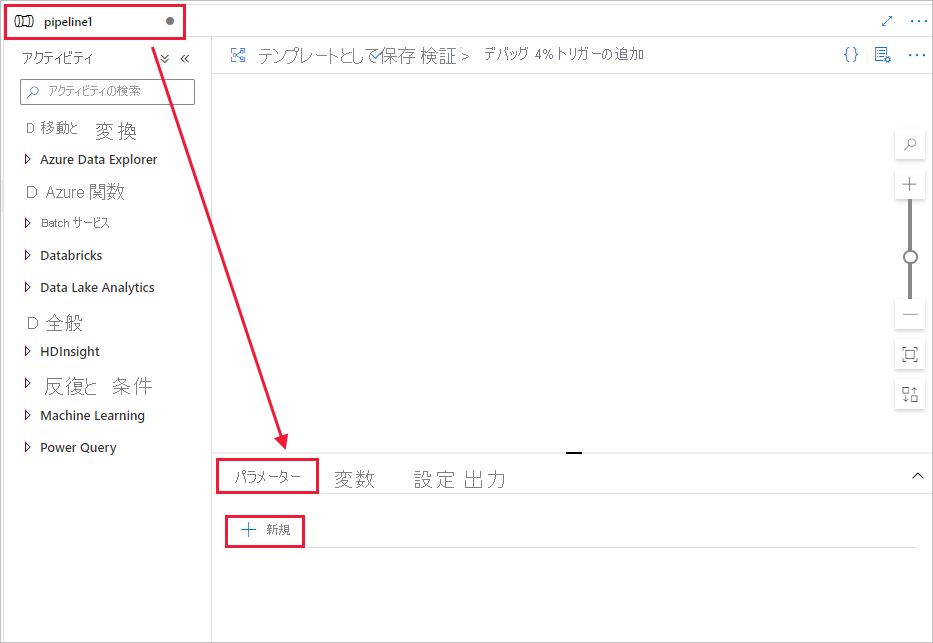 pipeline1
アクティビティ
アクティビティの検索
D 移動と 変換
Azure Data Explorer
D Azure 関数
Batch サービス
Databricks
Data Lake Analytics
D 全般
HDInsight
反復と 条件
Machine Learning
Power Query
テンプレートとして保存 検証 > デバッグ 4% トリガーの追加
パラメーター 変数 設定 出力
新規